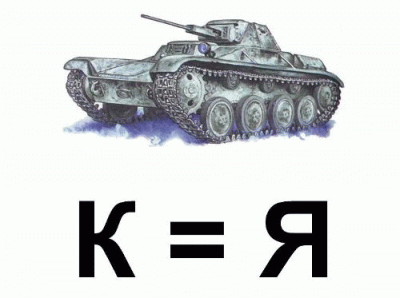 К = Я